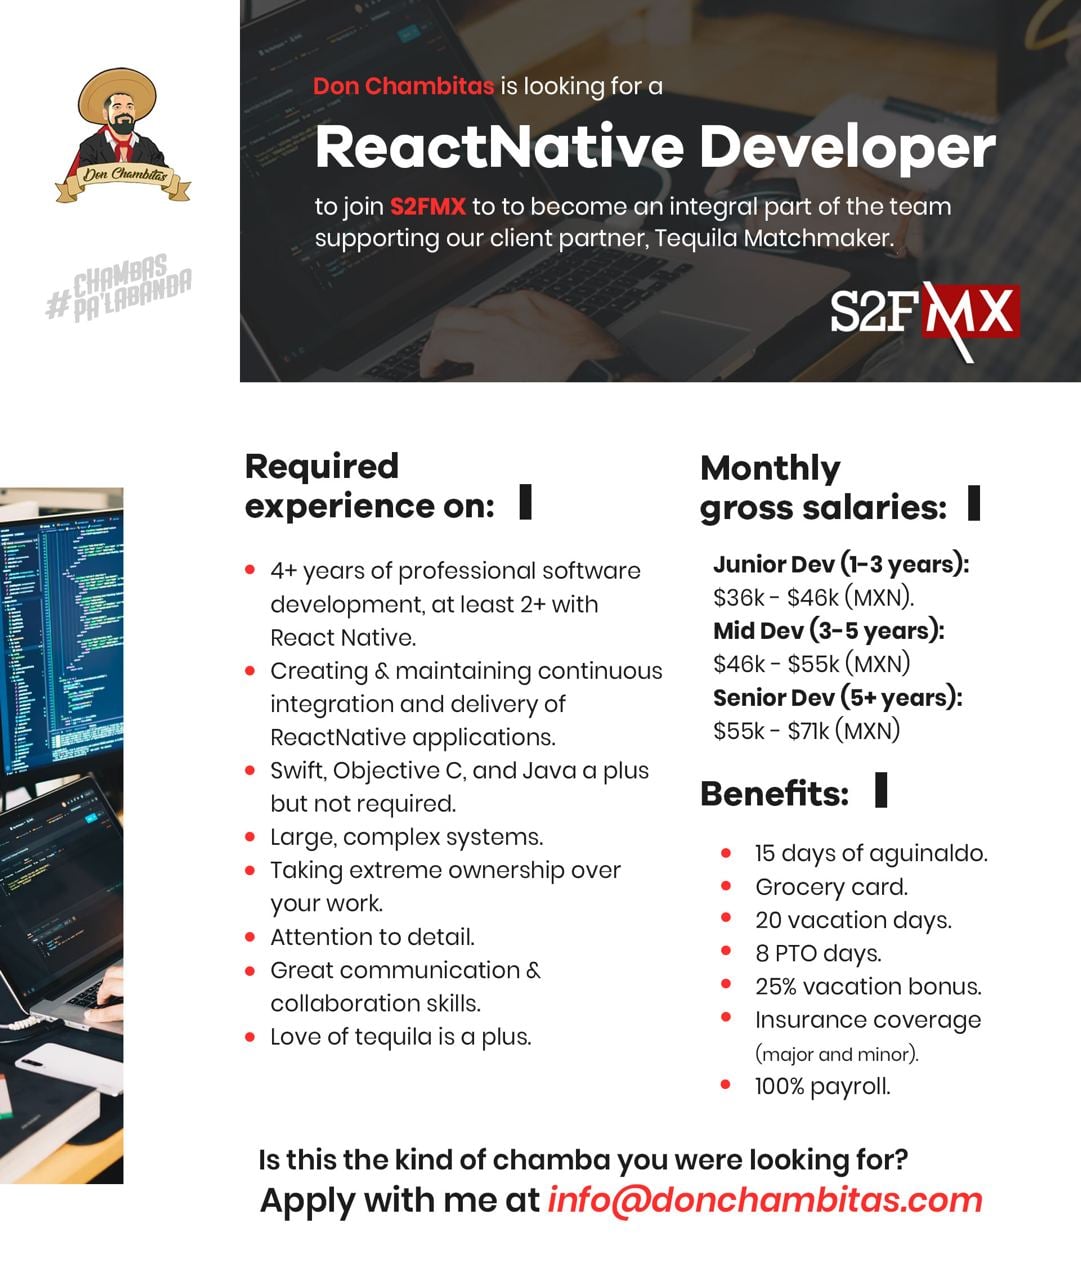 Don Chambitas
#CHAMBAS
PA'LABANDA
Don Chambitas is looking for a
ReactNative Developer
to join S2FMX to to become an integral part of the team
supporting our client partner, Tequila Matchmaker.
S2FMX
Required
experience on:
4+ years of professional software
development, at least 2+ with
React Native.
Creating & maintaining continuous
integration and delivery of
ReactNative applications.
Swift, Objective C, and Java a plus
but not required.
Large, complex systems.
Taking extreme ownership over
your work.
Attention to detail.
Great communication &
collaboration skills.
Love of tequila is a plus.
Monthly
gross salaries:
Junior Dev (1-3 years):
$36k - $46k (MXN).
Mid Dev (3-5 years):
$46k - $55k (MXN)
Senior Dev (5+ years):
$55k - $71k (MXN)
Benefits:
15 days of aguinaldo.
Grocery card.
20 vacation days.
8 PTO days.
25% vacation bonus.
Insurance coverage
(major and minor).
100% payroll.
Is this the kind of chamba you were looking for?
Apply with me at info@donchambitas.com